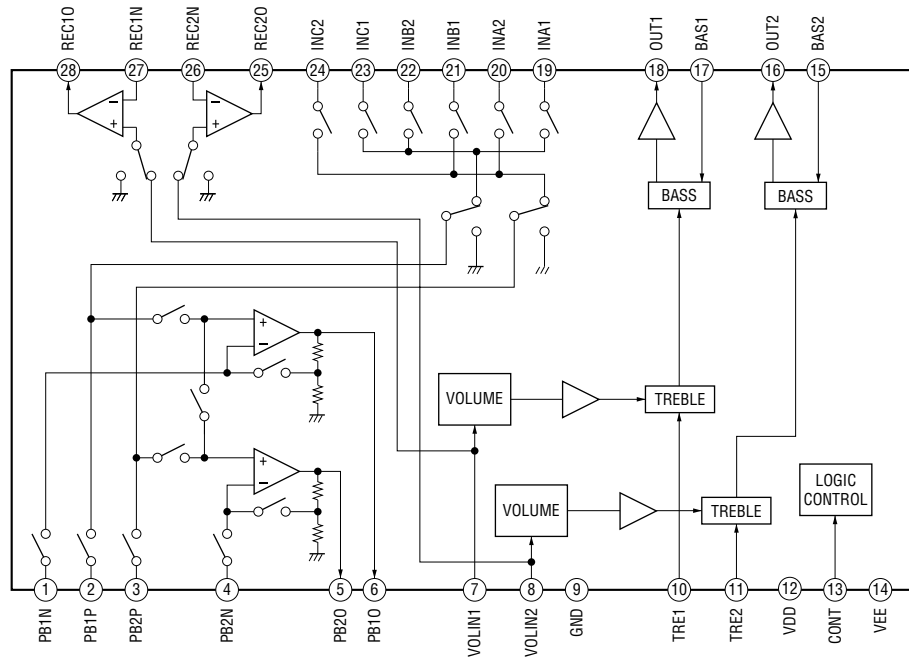 REC1O
REC1N
REC2N
REC2O
INC2
INC1
INB2
INB1
INA2
INA1
OUT1
BAS1
OUT2
BAS2
28
27
26
25
24
23
22
21
20
19
18
17
16
15
−
−
+
+
BASS
BASS
+
−
VOLUME
TREBLE
+
−
VOLUME
TREBLE
LOGIC
CONTROL
1
2
3
4
5
6
7
8
9
10
11
12
13
14
PB1N
PB1P
PB2P
PB2N
PB2O
PB1O
VOLIN1
VOLIN2
GND
TRE1
TRE2
VDD
CONT
VEE